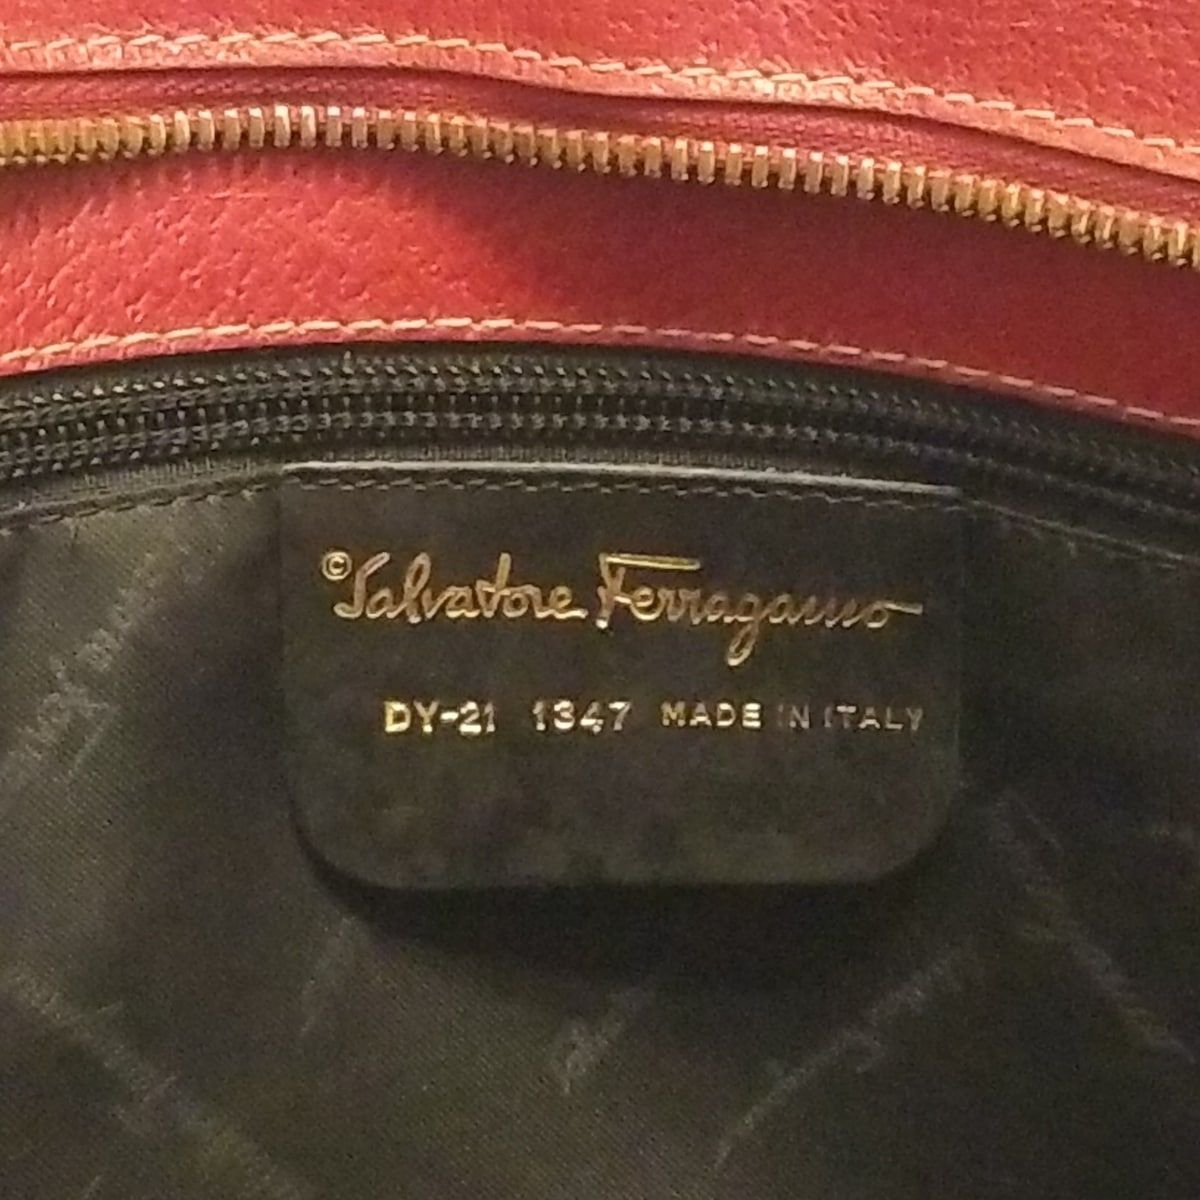 ©Salvatore Ferragamo
DY-21 1347 MADE IN ITALY